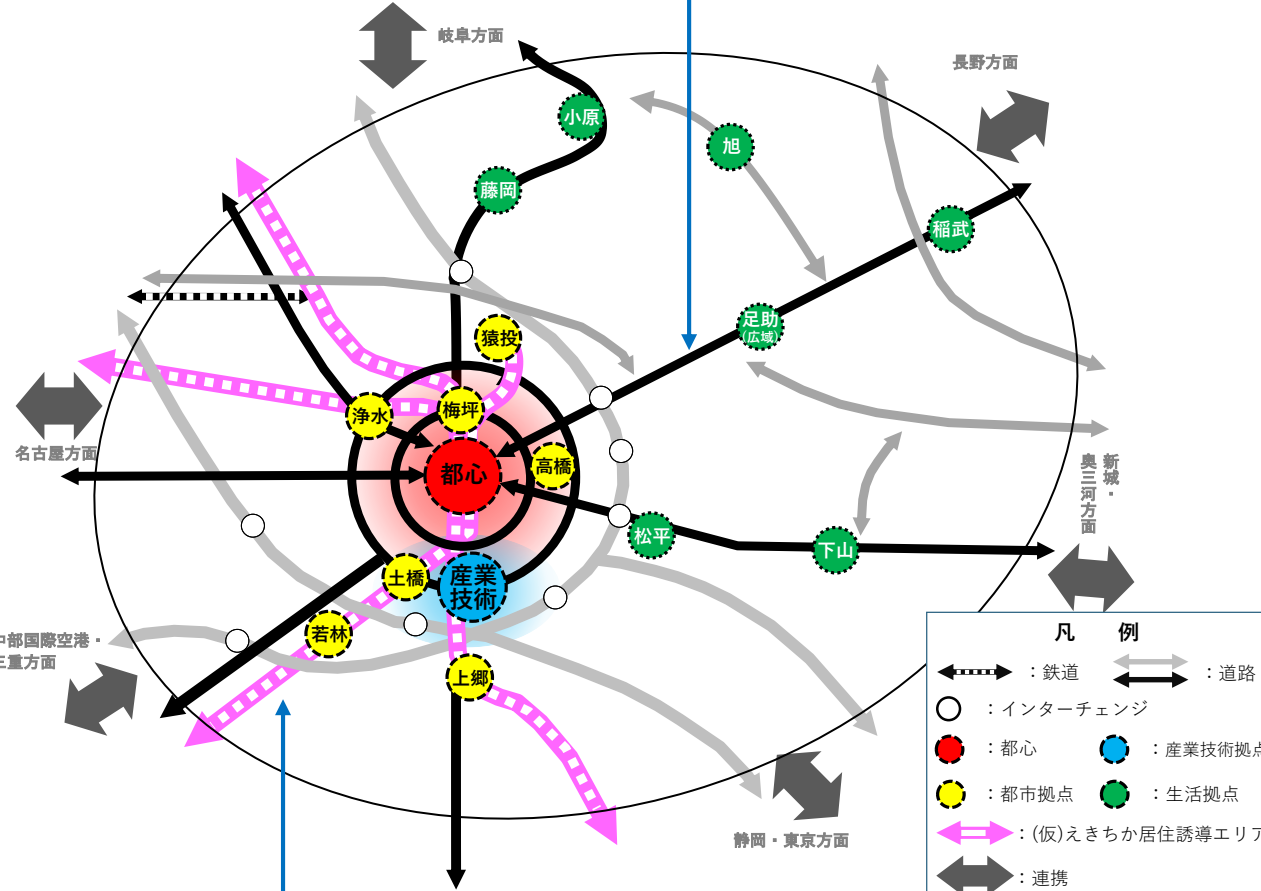 岐阜方面
長野方面
小原
旭
藤岡
稲武
足助
(広域)
猿投
浄水
梅坪
名古屋方面
都心
高橋
新城・
奥三河方面
松平
下山
土橋
産業
技術
若林
中部国際空港・
三重方面
上郷
静岡・東京方面
凡 例
：鉄道 ：道路
：インターチェンジ
：都心 ：産業技術拠点
：都市拠点 ：生活拠点
：(仮)えきちか居住誘導エリア
：連携